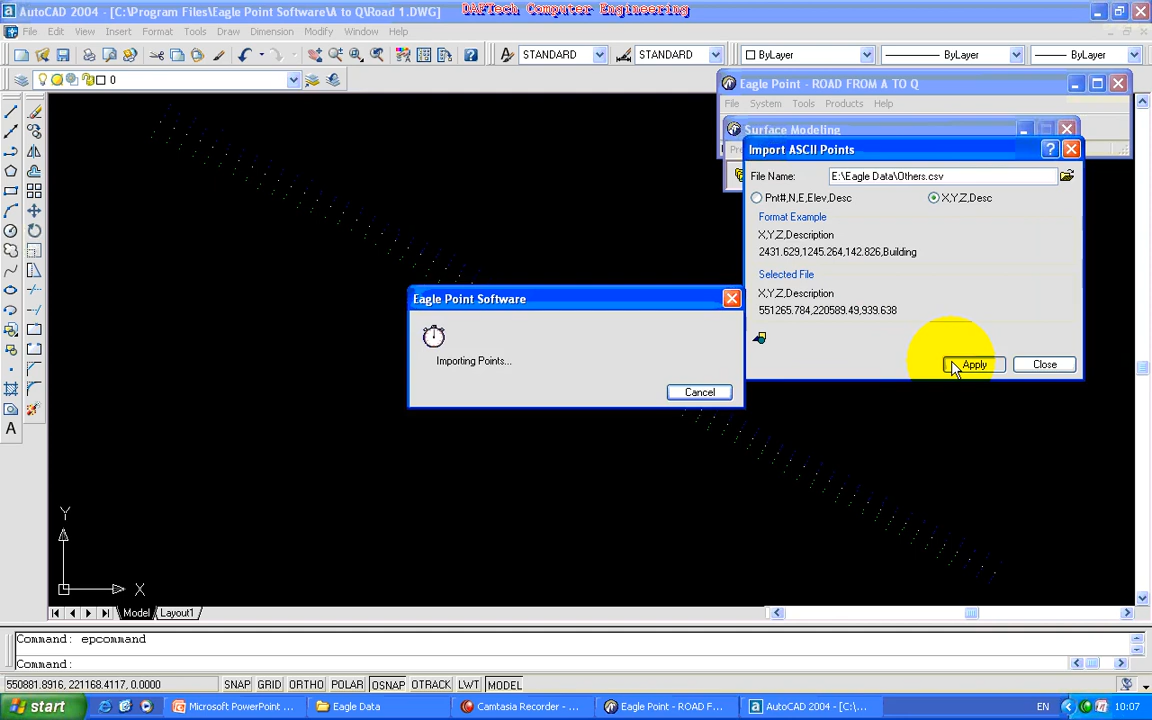 AutoCAD 2004 - [C:\Program Files\Eagle Point Software\A to Q\Road 1.DWG]
DAFTech Computer Engineering
File Edit View Insert Format Tools Draw Dimension Modify Window Help
STANDARD
STANDARD
ByLayer
ByLayer
ByLayer
0
Eagle Point - ROAD FROM A TO Q
File System Tools Products Help
Surface Modeling
Import ASCII Points
File Name:
E:\Eagle Data\Others.csv
Pnt#,N,E,Elev,Desc
X,Y,Z,Desc
Format Example
X,Y,Z,Description
2431.629,1245.264,142.826,Building
Selected File
X,Y,Z,Description
551265.784,220589.49,939.638
Apply
Close
Eagle Point Software
Importing Points...
Cancel
A
Y
X
Model
Layout1
Command: epcommand
Command:
550881.8916, 221168.4117, 0.0000
SNAP GRID ORTHO POLAR OSNAP OTRACK LWT MODEL
start
Microsoft PowerPoint ...
Eagle Data
Camtasia Recorder - ...
Eagle Point - ROAD F...
AutoCAD 2004 - [C:\...
EN
10:07